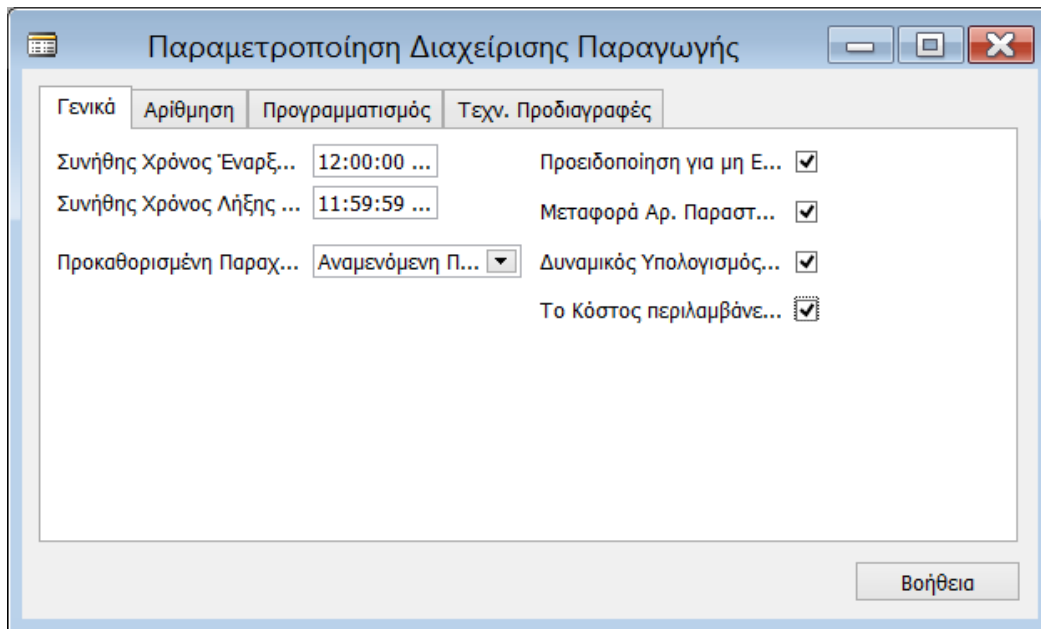 Παραμετροποίηση Διαχείρισης Παραγωγής
Γενικά Αρίθμηση Προγραμματισμός Τεχν. Προδιαγραφές
Συνήθης Χρόνος Έναρξ... 12:00:00 ... Προειδοποίηση για μη Ε...
Συνήθης Χρόνος Λήξης ... 11:59:59 ... Μεταφορά Αρ. Παραστ...
Προκαθορισμένη Παραχ... Αναμενόμενη Π... Δυναμικός Υπολογισμός...
Το Κόστος περιλαμβάνε...
Βοήθεια